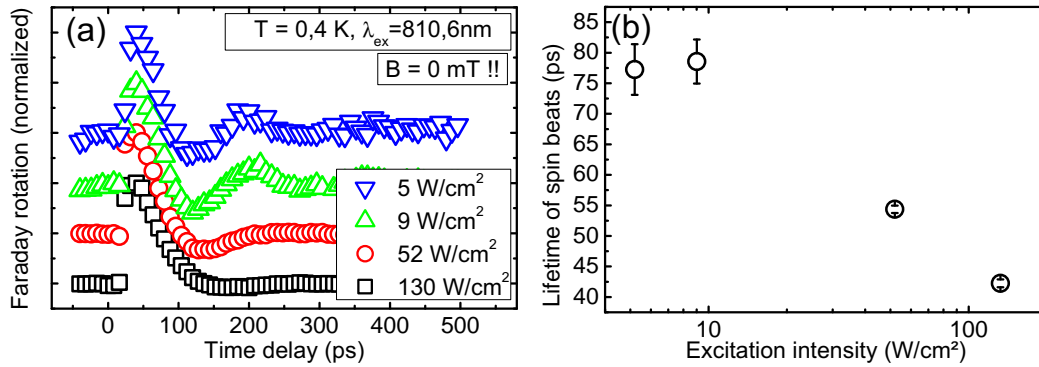 (a)
T = 0,4 K, λex=810,6nm
B = 0 mT !!
Faraday rotation (normalized)
5 W/cm²
9 W/cm²
52 W/cm²
130 W/cm²
0 100 200 300 400 500
Time delay (ps)
(b)
Lifetime of spin beats (ps)
85
80
75
70
65
60
55
50
45
40
10 100
Excitation intensity (W/cm²)